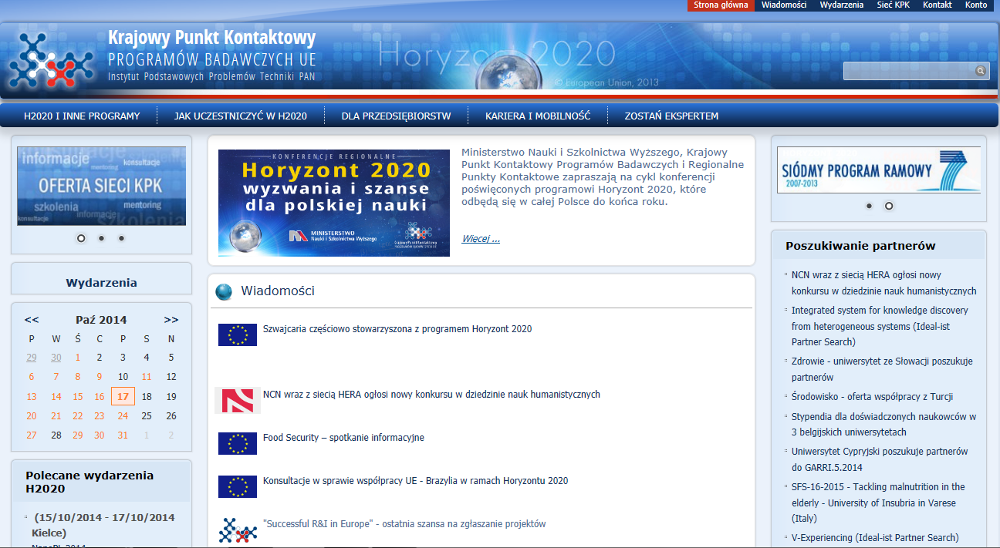 Strona główna Wiadomości Wydarzenia Sieć KPK Kontakt Konto
Krajowy Punkt Kontaktowy
PROGRAMÓW BADAWCZYCH UE
Instytut Podstawowych Problemów Techniki PAN
Horyzont 2020
© European Union, 2013
H2020 I INNE PROGRAMY JAK UCZESTNICZYĆ W H2020 DLA PRZEDSIĘBIORSTW KARIERA I MOBILNOŚĆ ZOSTAŃ EKSPERTEM
informacje
mentoring
konsultacje
OFERTA SIECI KPK
szkolenia
mentoring
informacje
konsultacje
szkolenia
Wydarzenia
<< Paź 2014 >>
P W Ś C P S N
29 30 1 2 3 4 5
6 7 8 9 10 11 12
13 14 15 16 17 18 19
20 21 22 23 24 25 26
27 28 29 30 31 1 2
Polecane wydarzenia
H2020
(15/10/2014 - 17/10/2014
Kielce)
NanoPL 2014
KONFERENCJE REGIONALNE
Horyzont 2020
wyzwania i szanse
dla polskiej nauki
MINISTERSTWO
Nauki i Szkolnictwa Wyższego
Krajowy Punkt Kontaktowy
Ministerstwo Nauki i Szkolnictwa Wyższego, Krajowy
Punkt Kontaktowy Programów Badawczych i Regionalne
Punkty Kontaktowe zapraszają na cykl konferencji
poświęconych programowi Horyzont 2020, które
odbędą się w całej Polsce do końca roku.
Więcej ...
Wiadomości
Szwajcaria częściowo stowarzyszona z programem Horyzont 2020
NCN wraz z siecią HERA ogłosi nowy konkursu w dziedzinie nauk humanistycznych
Food Security – spotkanie informacyjne
Konsultacje w sprawie współpracy UE - Brazylia w ramach Horyzontu 2020
"Successful R&I in Europe" - ostatnia szansa na zgłaszanie projektów
SIÓDMY PROGRAM RAMOWY
2007-2013
7
Poszukiwanie partnerów
NCN wraz z siecią HERA ogłosi nowy
konkursu w dziedzinie nauk humanistycznych
Integrated system for knowledge discovery
from heterogeneous systems (Ideal-ist
Partner Search)
Zdrowie - uniwersytet ze Słowacji poszukuje
partnerów
Środowisko - oferta współpracy z Turcji
Stypendia dla doświadczonych naukowców w
3 belgijskich uniwersytetach
Uniwersytet Cypryjski poszukuje partnerów
do GARRI.5.2014
SFS-16-2015 - Tackling malnutrition in the
elderly - University of Insubria in Varese
(Italy)
V-Experiencing (Ideal-ist Partner Search)